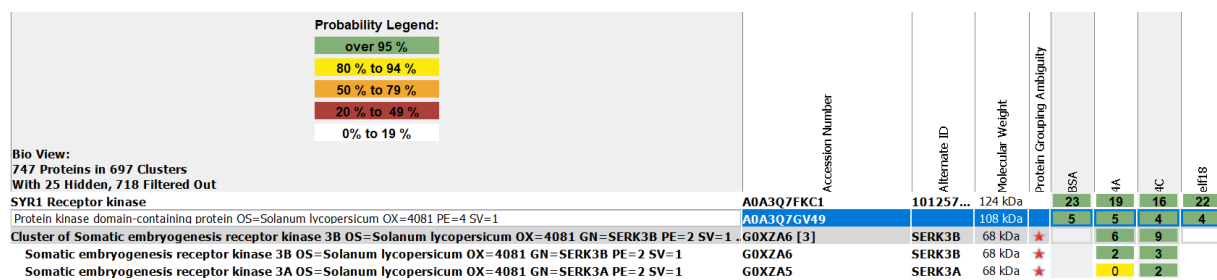 Probability Legend:
over 95 %
80 % to 94 %
50 % to 79 %
20 % to 49 %
0% to 19 %
Bio View:
747 Proteins in 697 Clusters
With 25 Hidden, 718 Filtered Out
Accession Number
Alternate ID
Molecular Weight
Protein Grouping Ambiguity
BSA
4A
4C
elf18
SYR1 Receptor kinase A0A3Q7FKC1 101257... 124 kDa 23 19 16 22
Protein kinase domain-containing protein OS=Solanum lycopersicum OX=4081 PE=4 SV=1 A0A3Q7GV49 108 kDa 5 5 4 4
Cluster of Somatic embryogenesis receptor kinase 3B OS=Solanum lycopersicum OX=4081 GN=SERK3B PE=2 SV=1 .. G0XZA6 [3] SERK3B 68 kDa 6 9
Somatic embryogenesis receptor kinase 3B OS=Solanum lycopersicum OX=4081 GN=SERK3B PE=2 SV=1 G0XZA6 SERK3B 68 kDa 2 3
Somatic embryogenesis receptor kinase 3A OS=Solanum lycopersicum OX=4081 GN=SERK3A PE=2 SV=1 G0XZA5 SERK3A 68 kDa 0 2